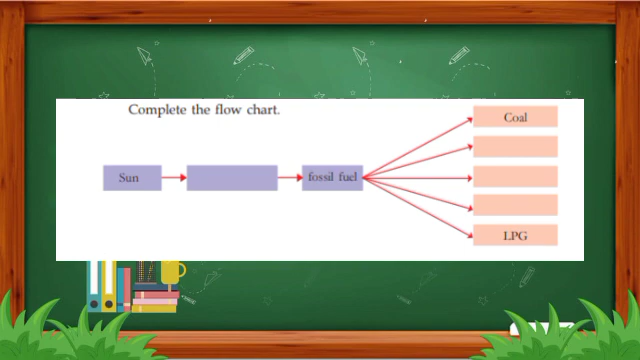 Complete the flow chart.
Coal
Sun
fossil fuel
LPG